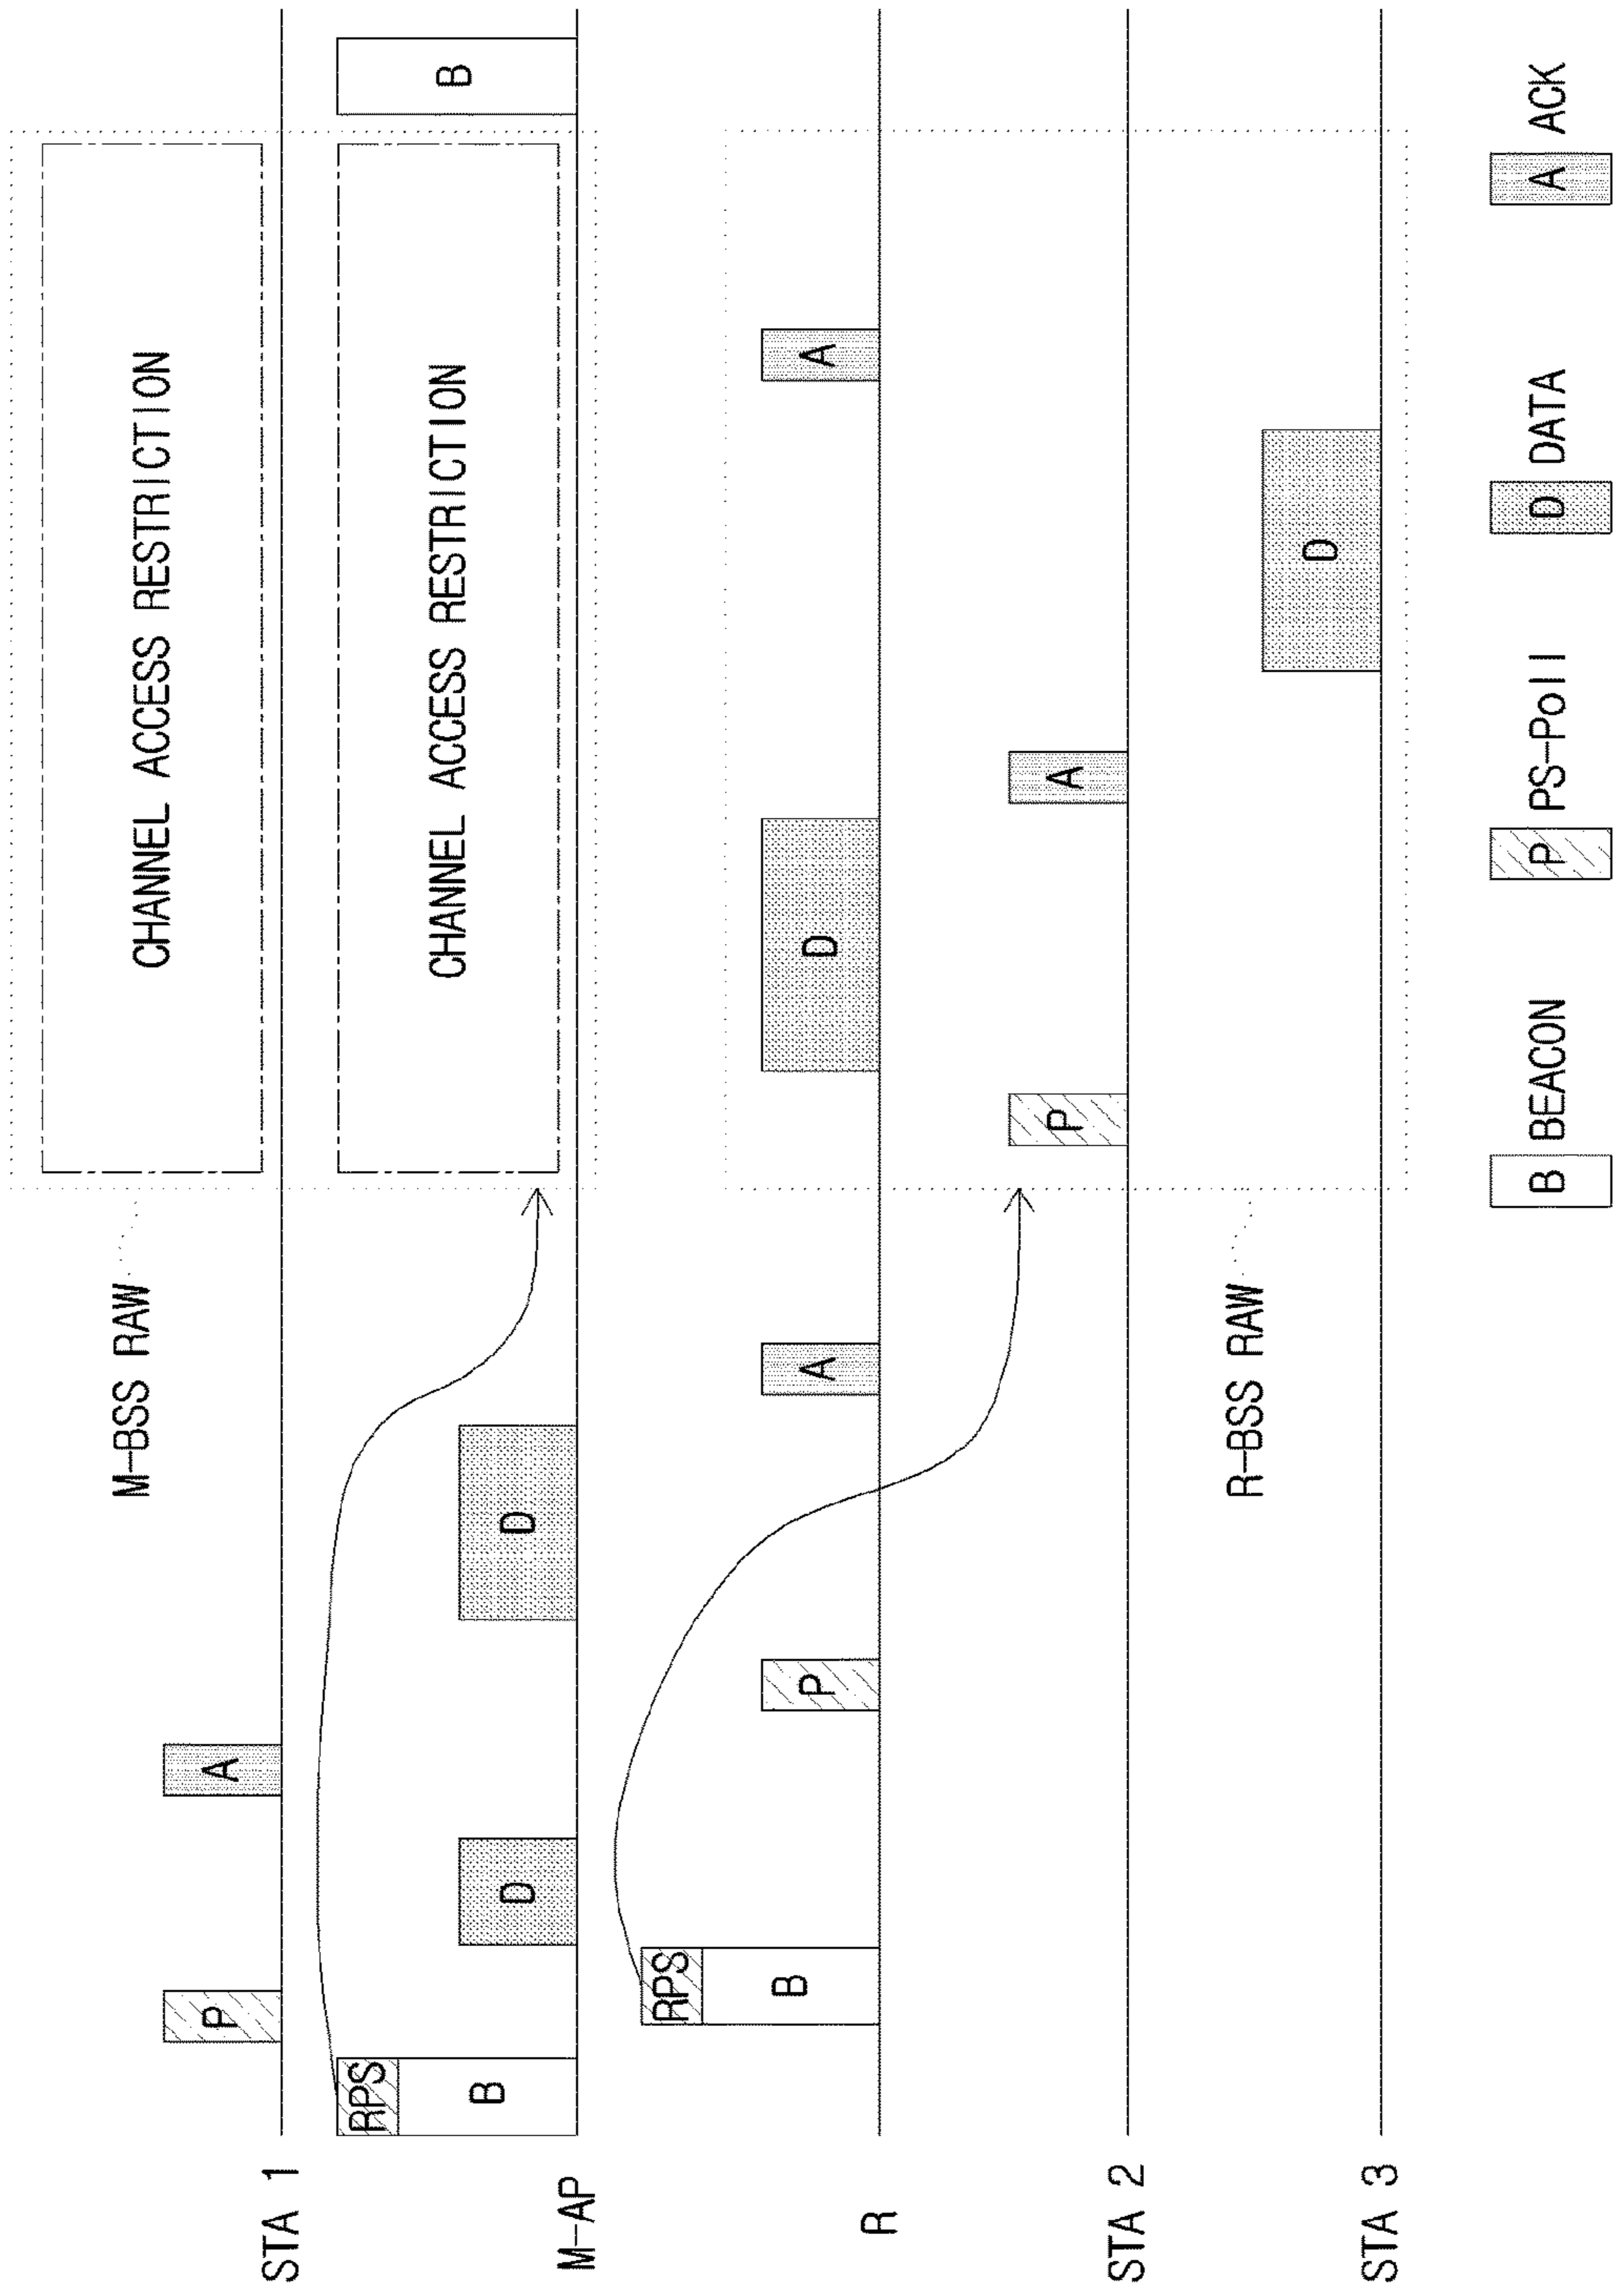 M-BSS RAW
CHANNEL ACCESS RESTRICTION
P
A
STA 1
RPS
B
D
D
CHANNEL ACCESS RESTRICTION
B
M-AP
RPS
B
P
A
D
A
R
P
A
STA 2
R-BSS RAW
D
STA 3
B BEACON
P PS-Poll
D DATA
A ACK